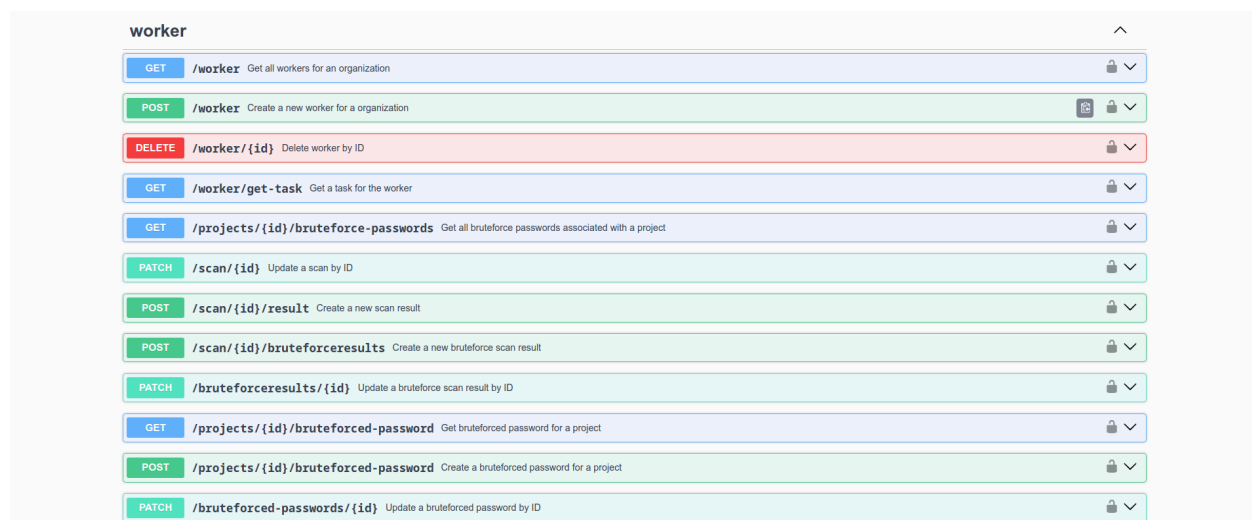 worker
GET /worker Get all workers for an organization
POST /worker Create a new worker for a organization
DELETE /worker/{id} Delete worker by ID
GET /worker/get-task Get a task for the worker
GET /projects/{id}/bruteforce-passwords Get all bruteforce passwords associated with a project
PATCH /scan/{id} Update a scan by ID
POST /scan/{id}/result Create a new scan result
POST /scan/{id}/bruteforceresults Create a new bruteforce scan result
PATCH /bruteforceresults/{id} Update a bruteforce scan result by ID
GET /projects/{id}/bruteforced-password Get bruteforced password for a project
POST /projects/{id}/bruteforced-password Create a bruteforced password for a project
PATCH /bruteforced-passwords/{id} Update a bruteforced password by ID